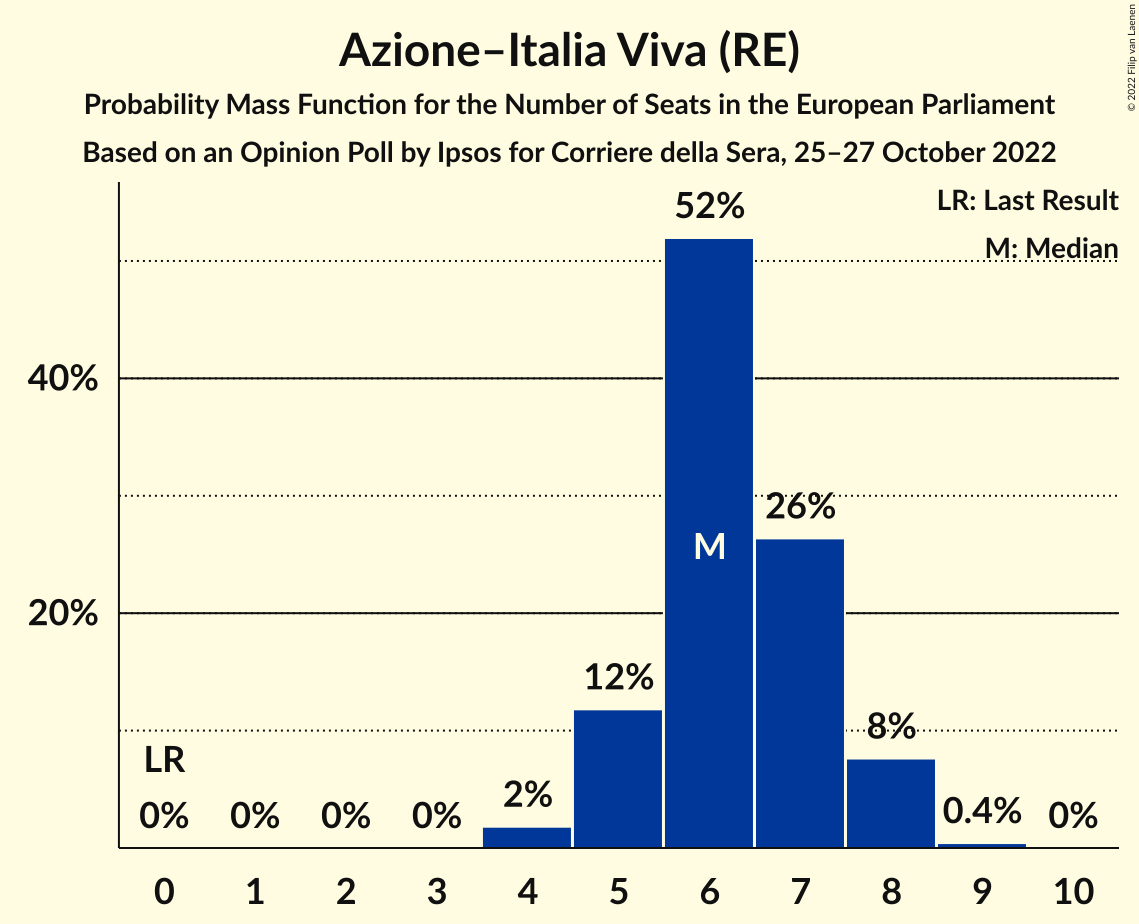 Azione–Italia Viva (RE)
Probability Mass Function for the Number of Seats in the European Parliament
Based on an Opinion Poll by Ipsos for Corriere della Sera, 25–27 October 2022
© 2022 Filip van Laenen
LR: Last Result
M: Median
52%
40%
26%
M
20%
12%
8%
LR
2%
0% 0% 0% 0% 0.4% 0%
0 1 2 3 4 5 6 7 8 9 10